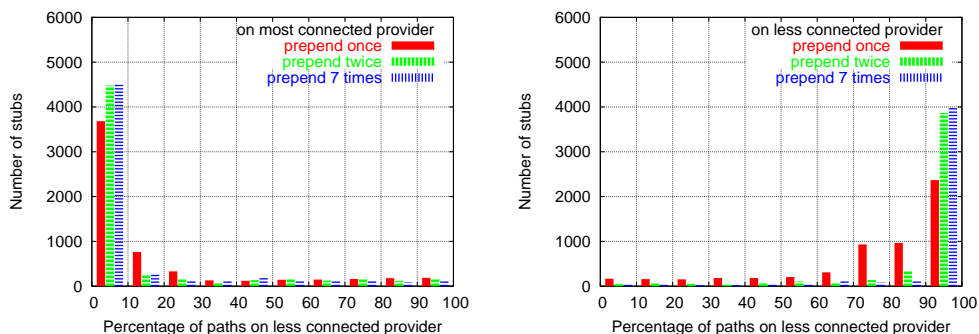 6000
5000
4000
3000
2000
1000
0
Number of stubs
on most connected provider
prepend once
prepend twice
prepend 7 times
0 10 20 30 40 50 60 70 80 90 100
Percentage of paths on less connected provider
6000
5000
4000
3000
2000
1000
0
Number of stubs
on less connected provider
prepend once
prepend twice
prepend 7 times
0 10 20 30 40 50 60 70 80 90 100
Percentage of paths on less connected provider